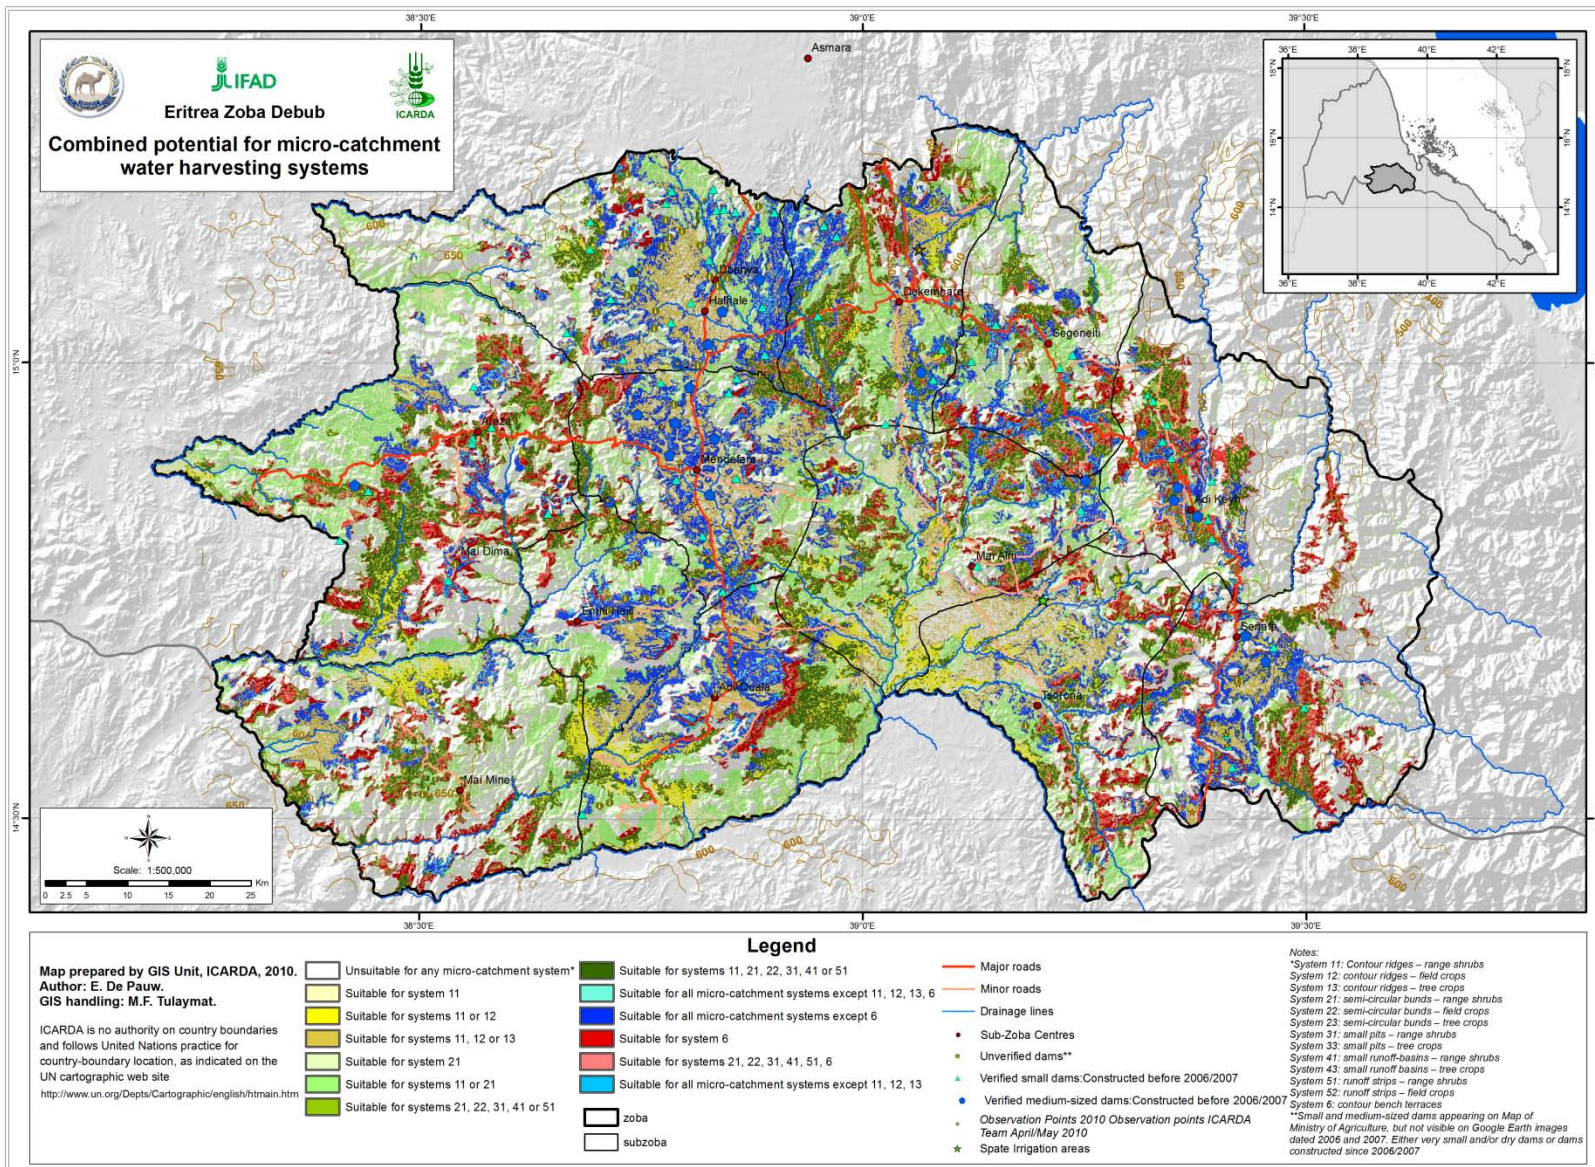 38°30'E
39°0'E
39°30'E
IFAD
ICARDA
Eritrea Zoba Debub
Combined potential for micro-catchment
water harvesting systems
Asmara
36°E
38°E
40°E
42°E
18°N
16°N
14°N
36°E
38°E
40°E
42°E
15°0'N
14°30'N
600
650
Dbarwa
Halhale
Dekemhare
Segeneiti
Areza
Mendefera
Adi Keyh
Mai Dima
Mai Aini
Emni Haili
Senafe
Adi Quala
Tsorona
Mai Mine
Scale: 1:500,000
0 2.5 5 10 15 20 25
Km
38°30'E
39°0'E
39°30'E
Legend
Map prepared by GIS Unit, ICARDA, 2010.
Author: E. De Pauw.
GIS handling: M.F. Tulaymat.
ICARDA is no authority on country boundaries
and follows United Nations practice for
country-boundary location, as indicated on the
UN cartographic web site
http://www.un.org/Depts/Cartographic/english/htmain.htm
Unsuitable for any micro-catchment system*
Suitable for system 11
Suitable for systems 11 or 12
Suitable for systems 11, 12 or 13
Suitable for system 21
Suitable for systems 11 or 21
Suitable for systems 21, 22, 31, 41 or 51
Suitable for systems 11, 21, 22, 31, 41 or 51
Suitable for all micro-catchment systems except 11, 12, 13, 6
Suitable for all micro-catchment systems except 6
Suitable for system 6
Suitable for systems 21, 22, 31, 41, 51, 6
Suitable for all micro-catchment systems except 11, 12, 13
zoba
subzoba
Major roads
Minor roads
Drainage lines
Sub-Zoba Centres
Unverified dams**
Verified small dams:Constructed before 2006/2007
Verified medium-sized dams:Constructed before 2006/2007
Observation Points 2010 Observation points ICARDA
Team April/May 2010
Spate Irrigation areas
Notes:
*System 11: Contour ridges – range shrubs
System 12: contour ridges – field crops
System 13: contour ridges – tree crops
System 21: semi-circular bunds – range shrubs
System 22: semi-circular bunds – field crops
System 23: semi-circular bunds – tree crops
System 31: small pits – range shrubs
System 33: small pits – tree crops
System 41: small runoff-basins – range shrubs
System 43: small runoff basins – tree crops
System 51: runoff strips – range shrubs
System 52: runoff strips – field crops
System 6: contour bench terraces
**Small and medium-sized dams appearing on Map of
Ministry of Agriculture, but not visible on Google Earth images
dated 2006 and 2007. Either very small and/or dry dams or dams
constructed since 2006/2007